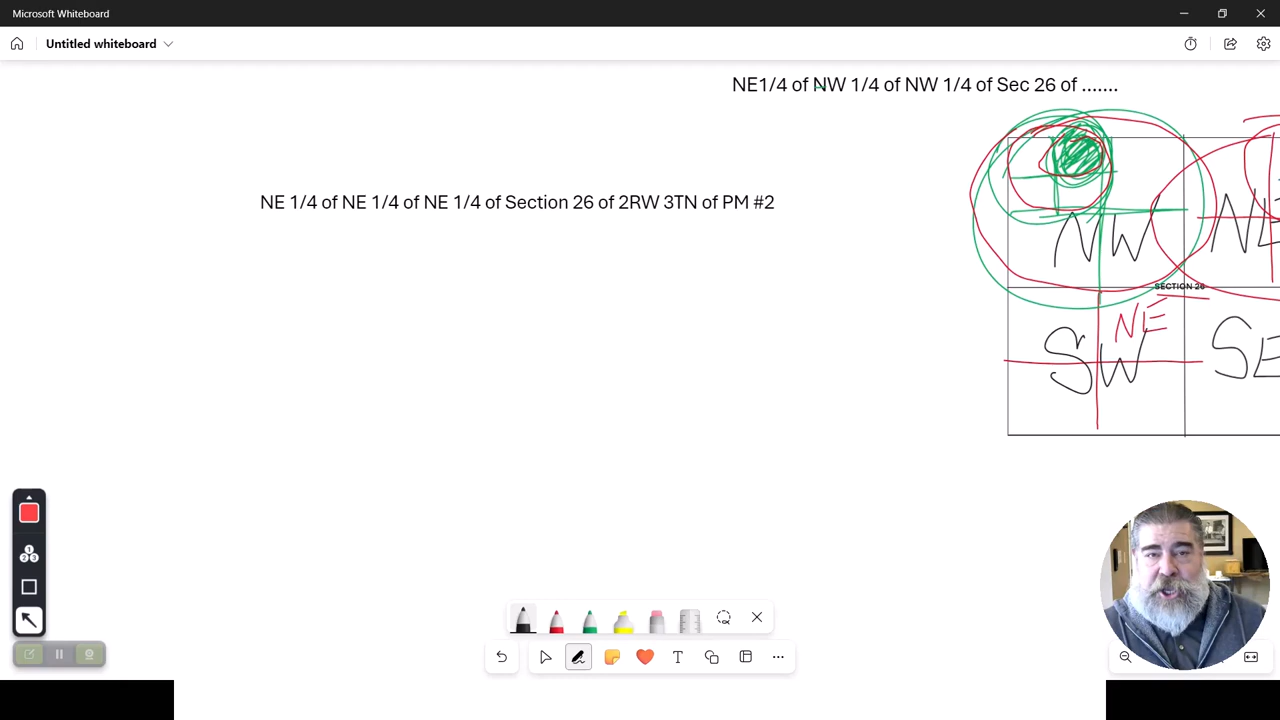 Microsoft Whiteboard
Untitled whiteboard
NE1/4 of NW 1/4 of NW 1/4 of Sec 26 of .......
NE 1/4 of NE 1/4 of NE 1/4 of Section 26 of 2RW 3TN of PM #2
NW NE
SECTION 26
NE
SW SE